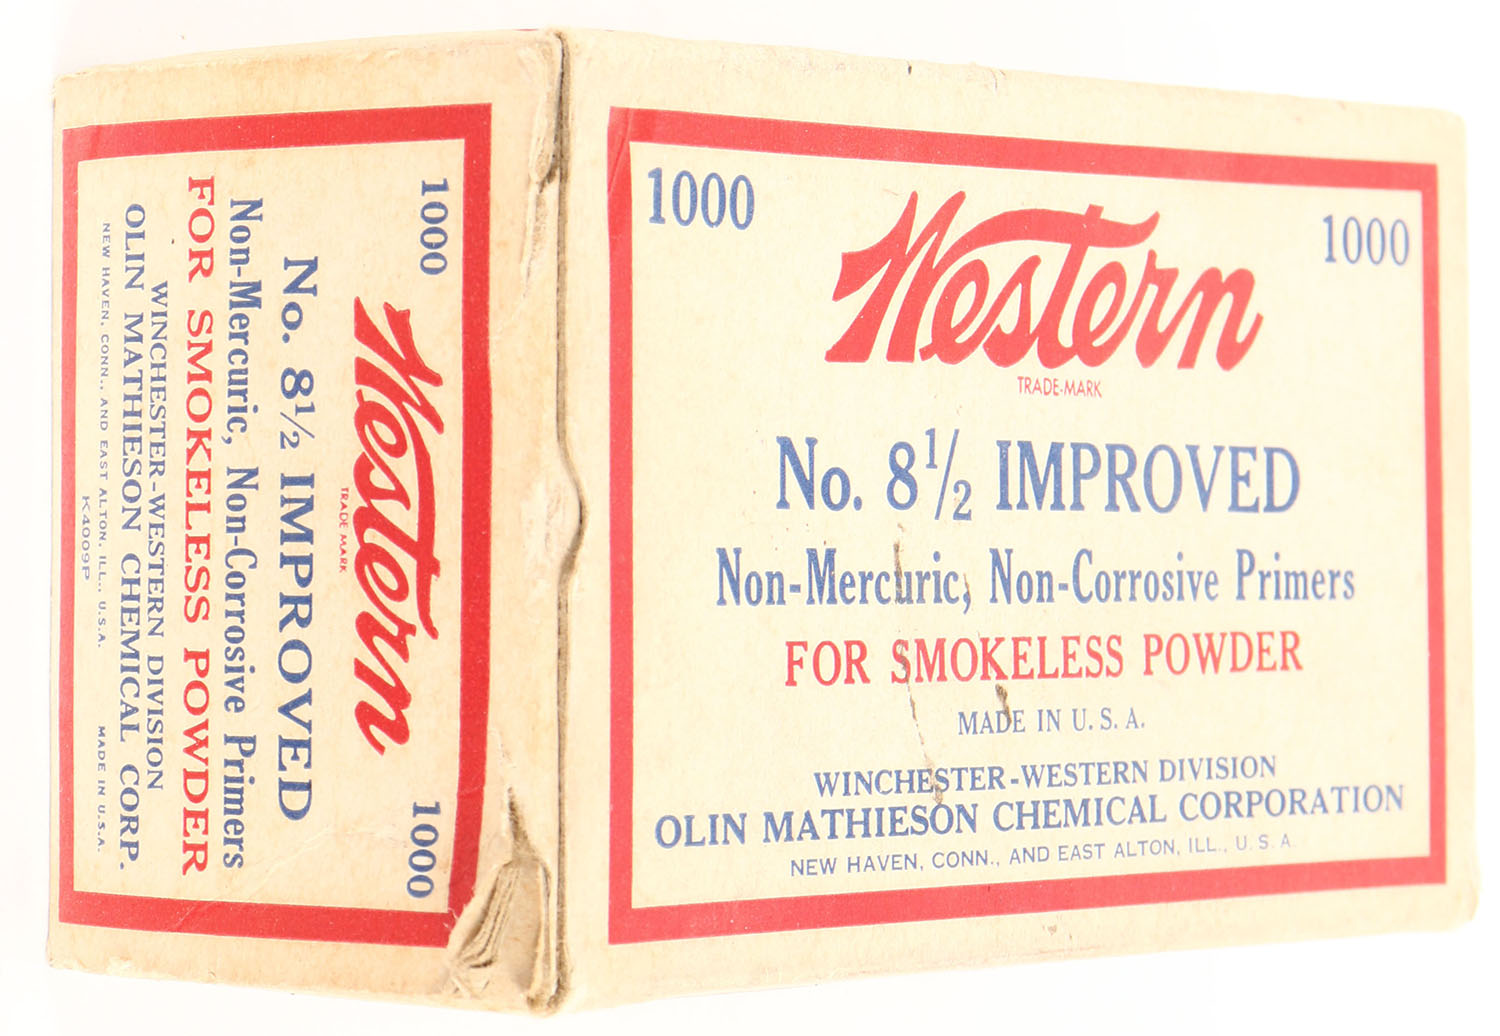 1000
1000
Western
TRADE-MARK
No. 8½ IMPROVED
Non-Mercuric, Non-Corrosive Primers
FOR SMOKELESS POWDER
MADE IN U. S. A.
WINCHESTER-WESTERN DIVISION
OLIN MATHIESON CHEMICAL CORPORATION
NEW HAVEN, CONN., AND EAST ALTON, ILL., U. S. A.
1000
1000
Western
TRADE MARK
No. 8½ IMPROVED
Non-Mercuric, Non-Corrosive Primers
FOR SMOKELESS POWDER
WINCHESTER-WESTERN DIVISION
OLIN MATHIESON CHEMICAL CORP.
NEW HAVEN, CONN., AND EAST ALTON, ILL., U.S.A. MADE IN U.S.A.
K4009P